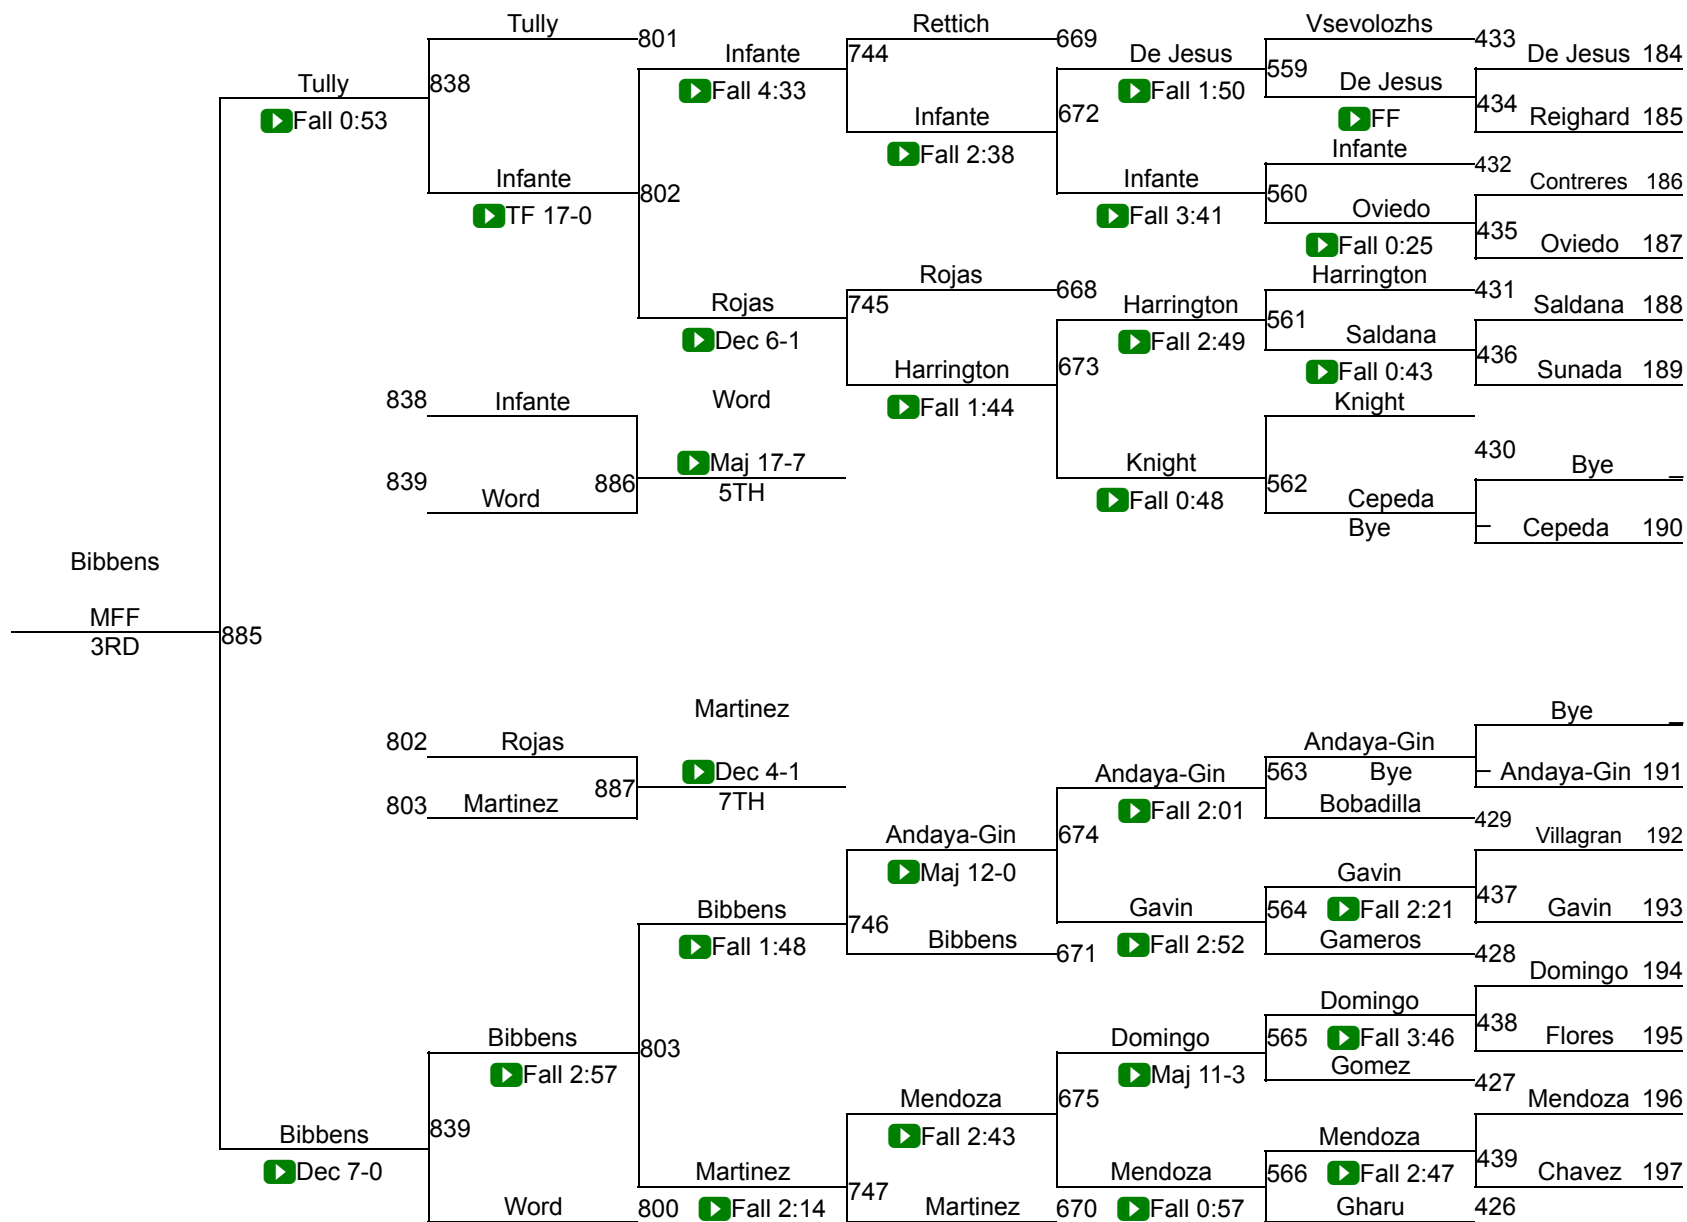 Tully 801 Rettich 669 Vsevolozhs 433
Infante 744 De Jesus 559 De Jesus 184
Tully 838 Fall 4:33 Fall 1:50 De Jesus
Fall 0:53 Infante 672 FF 434 Reighard 185
Fall 2:38 Infante 432
Infante 802 Infante 560 Contreres 186
TF 17-0 Fall 3:41 Oviedo 435
Fall 0:25 Oviedo 187
Rojas 668 Harrington 431
Rojas 745 Harrington 561 Saldana 188
Dec 6-1 Fall 2:49 Saldana 436
Harrington 673 Fall 0:43 Sunada 189
838 Infante Word Fall 1:44 Knight
430
839 886 Maj 17-7 Knight Bye _
Word 5TH Fall 0:48 562 Cepeda
Bye – Cepeda 190
Bibbens
MFF 885
3RD
Martinez Bye _
802 Rojas Andaya-Gin
887 Dec 4-1 Andaya-Gin 563 Bye – Andaya-Gin 191
803 Martinez 7TH Fall 2:01 Bobadilla 429
Andaya-Gin 674 Villagran 192
Maj 12-0 Gavin
Bibbens 746 Gavin 564 Fall 2:21 437 Gavin 193
Fall 1:48 Bibbens 671 Fall 2:52 Gameros 428
Domingo 194
Domingo 438
Bibbens 803 Domingo 565 Fall 3:46 Flores 195
Fall 2:57 Maj 11-3 Gomez 427
Mendoza 675 Mendoza 196
Bibbens 839 Fall 2:43 Mendoza
Dec 7-0 Martinez 747 Mendoza 566 Fall 2:47 439 Chavez 197
Word 800 Fall 2:14 Martinez 670 Fall 0:57 Gharu 426